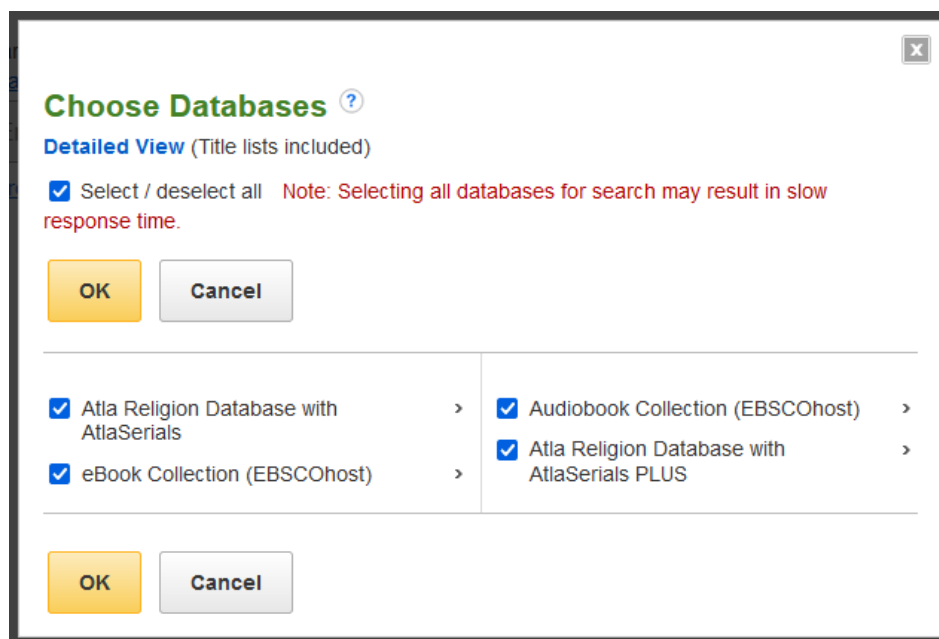 x
Choose Databases ?
Detailed View (Title lists included)
Select / deselect all Note: Selecting all databases for search may result in slow
response time.
OK Cancel
Atla Religion Database with
AtlaSerials
eBook Collection (EBSCOhost)
Audiobook Collection (EBSCOhost)
Atla Religion Database with
AtlaSerials PLUS
OK Cancel